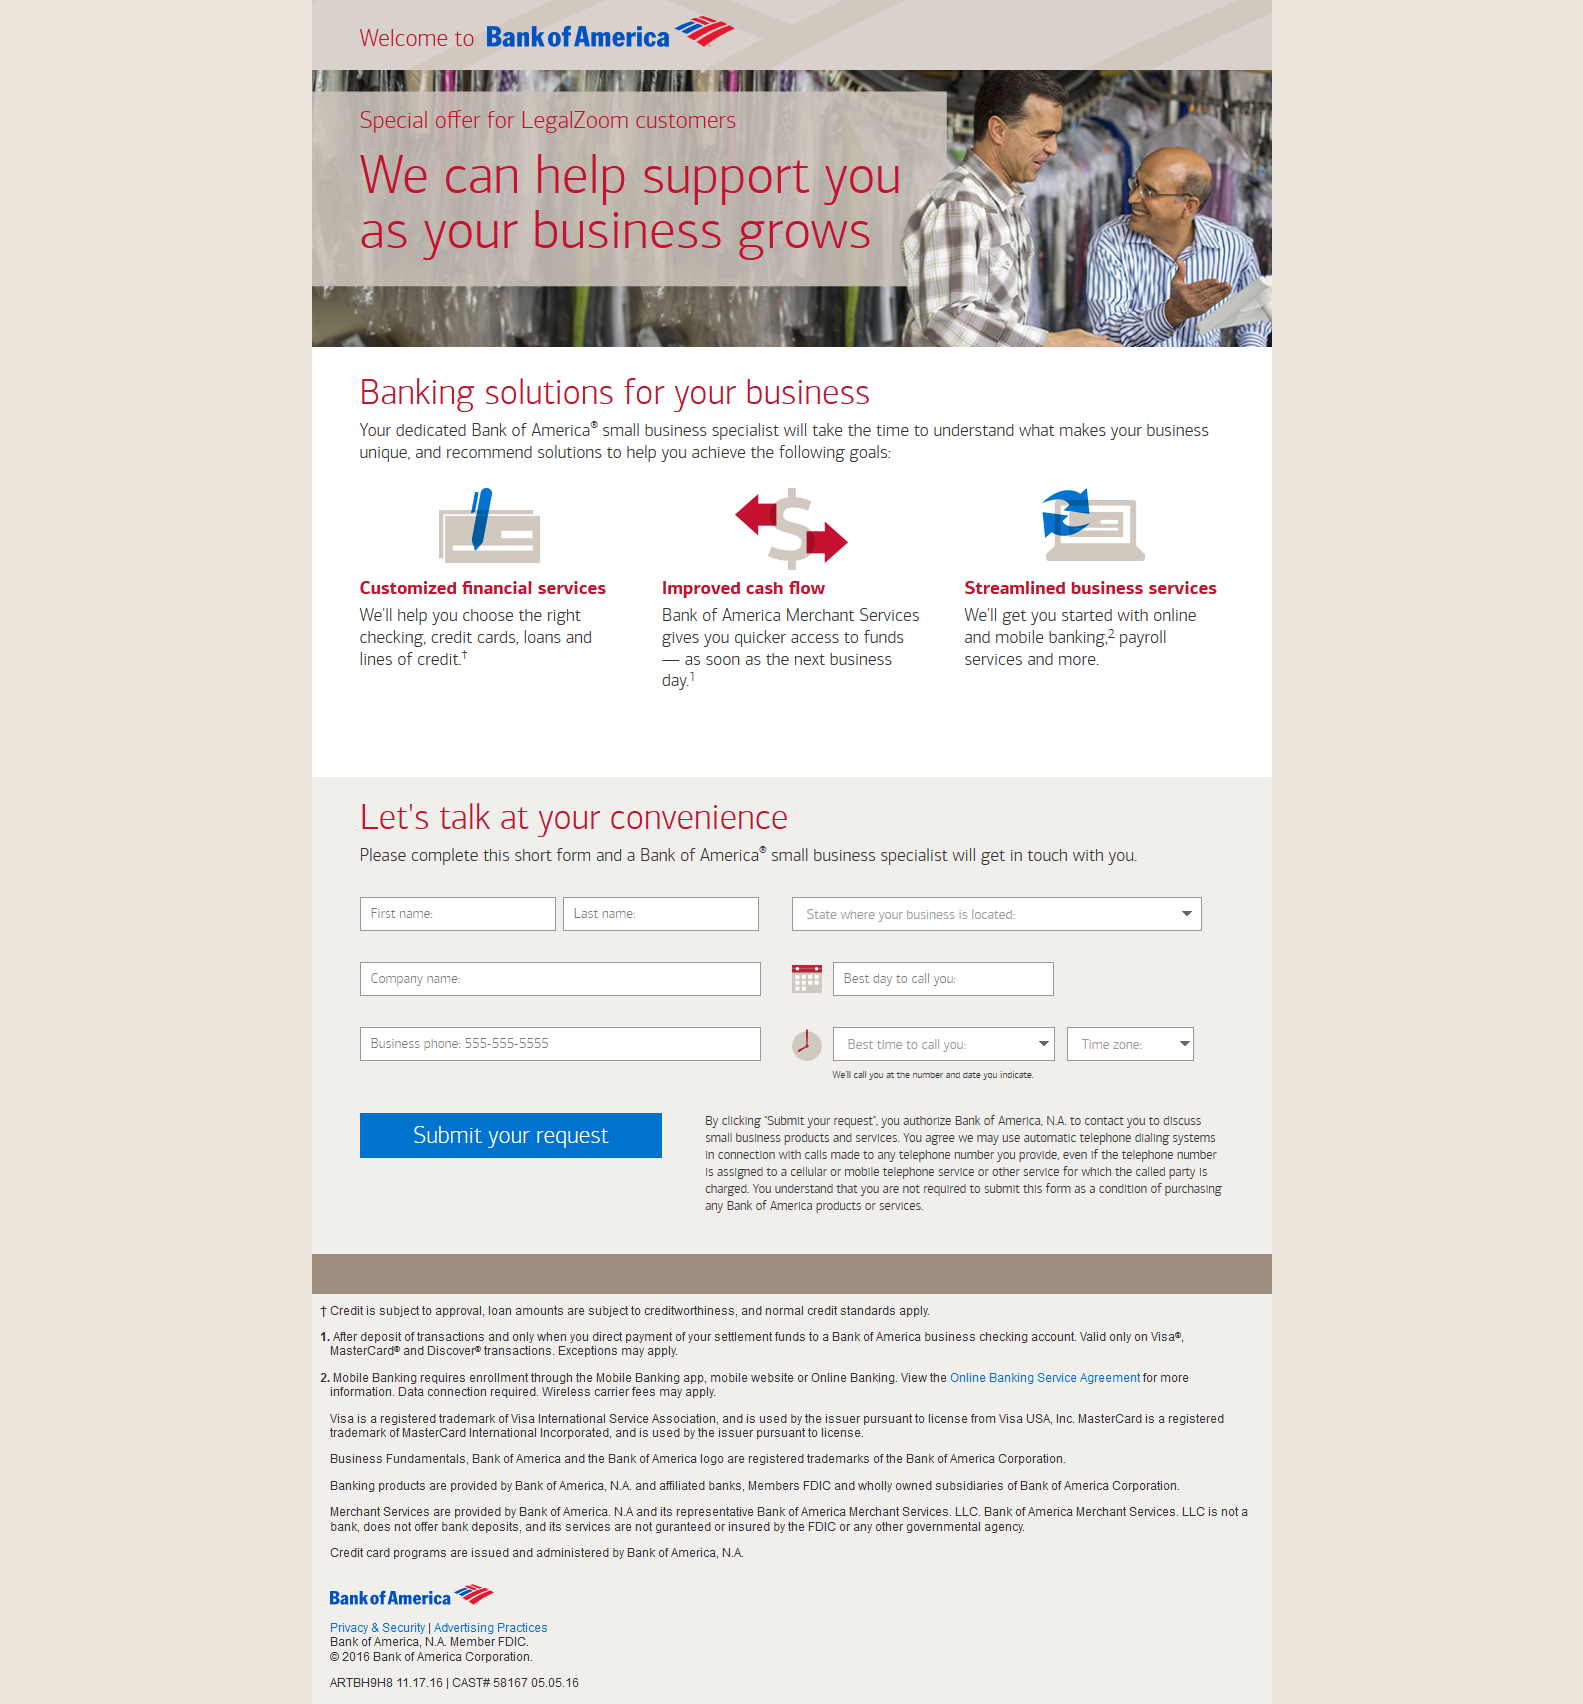 Welcome to Bank of America
Special offer for LegalZoom customers
We can help support you
as your business grows
Banking solutions for your business
Your dedicated Bank of America® small business specialist will take the time to understand what makes your business
unique, and recommend solutions to help you achieve the following goals:
Customized financial services
We'll help you choose the right
checking, credit cards, loans and
lines of credit.†
Improved cash flow
Bank of America Merchant Services
gives you quicker access to funds
— as soon as the next business
day.1
Streamlined business services
We'll get you started with online
and mobile banking,2 payroll
services and more.
Let's talk at your convenience
Please complete this short form and a Bank of America® small business specialist will get in touch with you.
First name:
Last name:
State where your business is located:
Company name:
Best day to call you:
Business phone: 555-555-5555
Best time to call you:
Time zone:
We'll call you at the number and date you indicate.
Submit your request
By clicking "Submit your request", you authorize Bank of America, N.A. to contact you to discuss
small business products and services. You agree we may use automatic telephone dialing systems
in connection with calls made to any telephone number you provide, even if the telephone number
is assigned to a cellular or mobile telephone service or other service for which the called party is
charged. You understand that you are not required to submit this form as a condition of purchasing
any Bank of America products or services.
† Credit is subject to approval, loan amounts are subject to creditworthiness, and normal credit standards apply.
1. After deposit of transactions and only when you direct payment of your settlement funds to a Bank of America business checking account. Valid only on Visa®,
MasterCard® and Discover® transactions. Exceptions may apply.
2. Mobile Banking requires enrollment through the Mobile Banking app, mobile website or Online Banking. View the Online Banking Service Agreement for more
information. Data connection required. Wireless carrier fees may apply.
Visa is a registered trademark of Visa International Service Association, and is used by the issuer pursuant to license from Visa USA, Inc. MasterCard is a registered
trademark of MasterCard International Incorporated, and is used by the issuer pursuant to license.
Business Fundamentals, Bank of America and the Bank of America logo are registered trademarks of the Bank of America Corporation.
Banking products are provided by Bank of America, N.A. and affiliated banks, Members FDIC and wholly owned subsidiaries of Bank of America Corporation.
Merchant Services are provided by Bank of America. N.A and its representative Bank of America Merchant Services. LLC. Bank of America Merchant Services. LLC is not a
bank, does not offer bank deposits, and its services are not guranteed or insured by the FDIC or any other governmental agency.
Credit card programs are issued and administered by Bank of America, N.A.
Bank of America
Privacy & Security | Advertising Practices
Bank of America, N.A. Member FDIC.
© 2016 Bank of America Corporation.
ARTBH9H8 11.17.16 | CAST# 58167 05.05.16